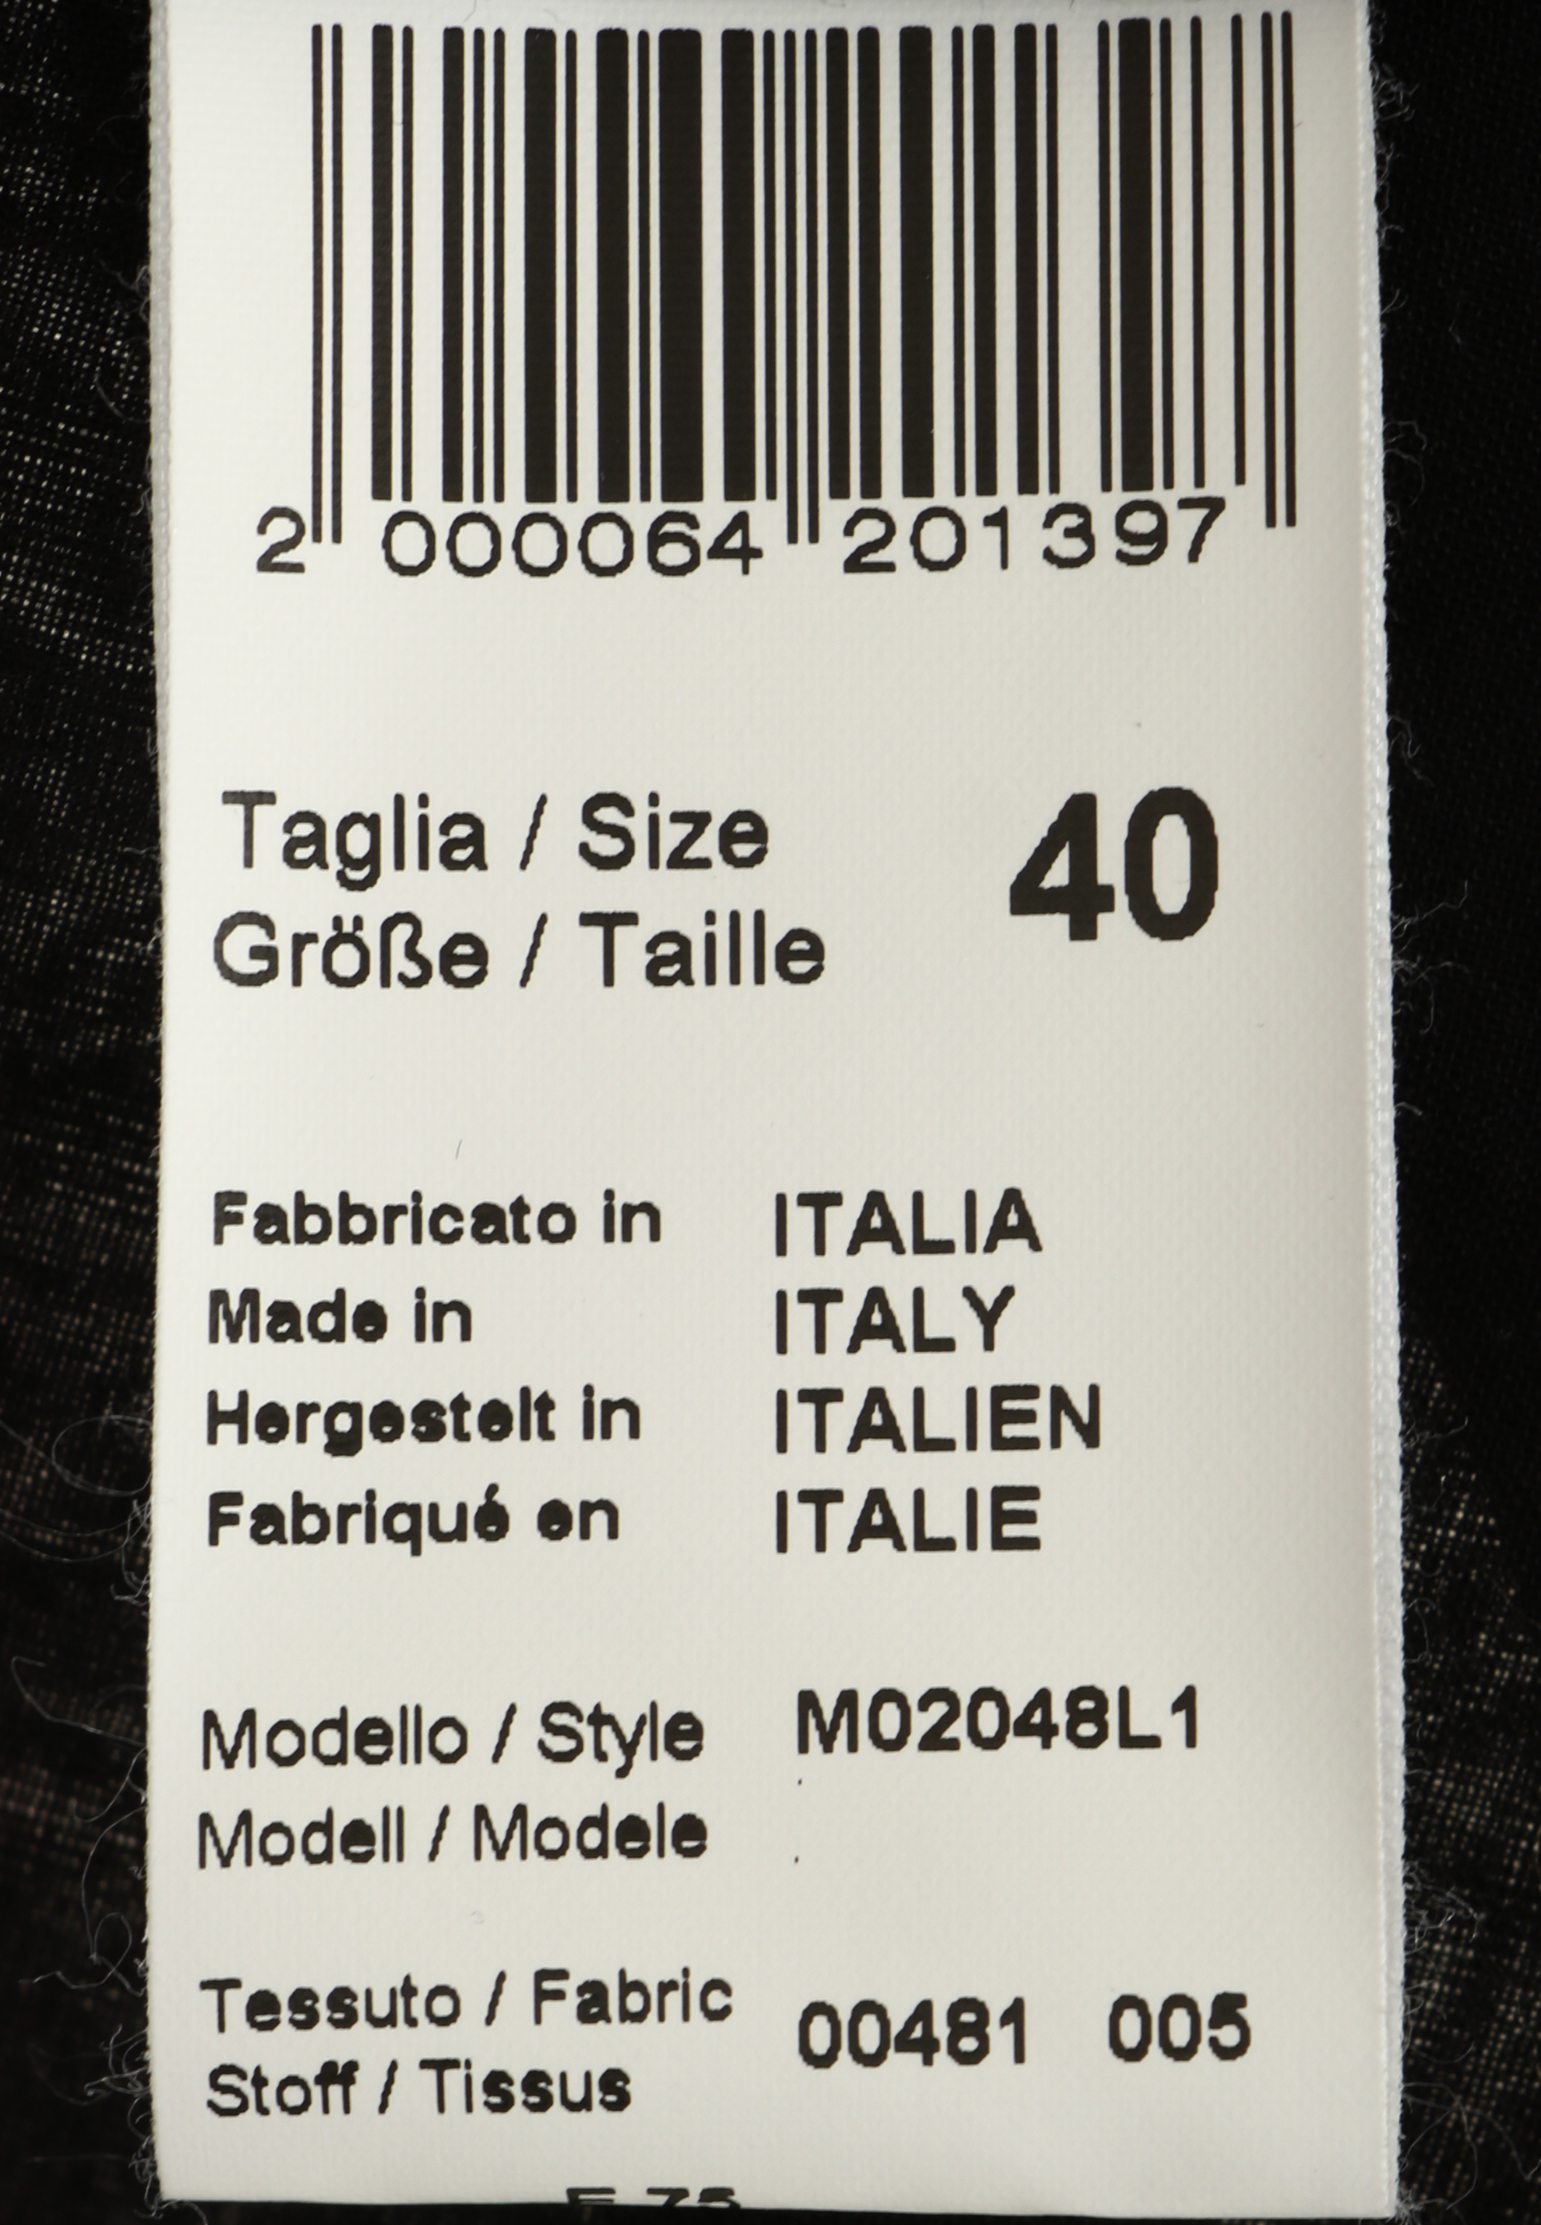 2 000064 201397
Taglia / Size 40
Größe / Taille
Fabbricato in ITALIA
Made in ITALY
Hergestelt in ITALIEN
Fabriqué en ITALIE
Modello / Style M02048L1
Modell / Modele
Tessuto / Fabric 00481 005
Stoff / Tissus